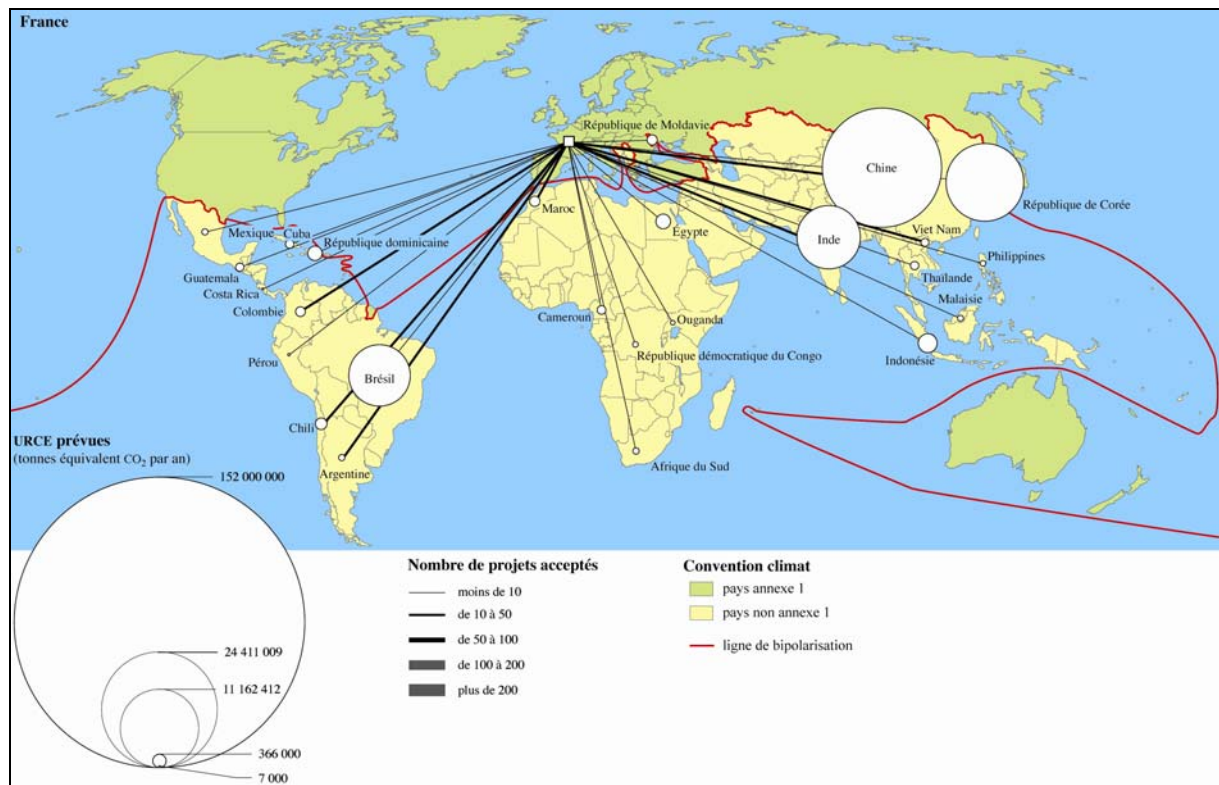 France
République de Moldavie
Chine
République de Corée
Maroc
Mexique
Cuba
République dominicaine
Égypte
Inde
Viet Nam
Philippines
Guatemala
Costa Rica
Colombie
Thaïlande
Malaisie
Cameroun
Ouganda
République démocratique du Congo
Indonésie
Pérou
Brésil
Chili
Argentine
Afrique du Sud
URCE prévues
(tonnes équivalent CO₂ par an)
152 000 000
24 411 009
11 162 412
366 000
7 000
Nombre de projets acceptés
moins de 10
de 10 à 50
de 50 à 100
de 100 à 200
plus de 200
Convention climat
pays annexe 1
pays non annexe 1
ligne de bipolarisation